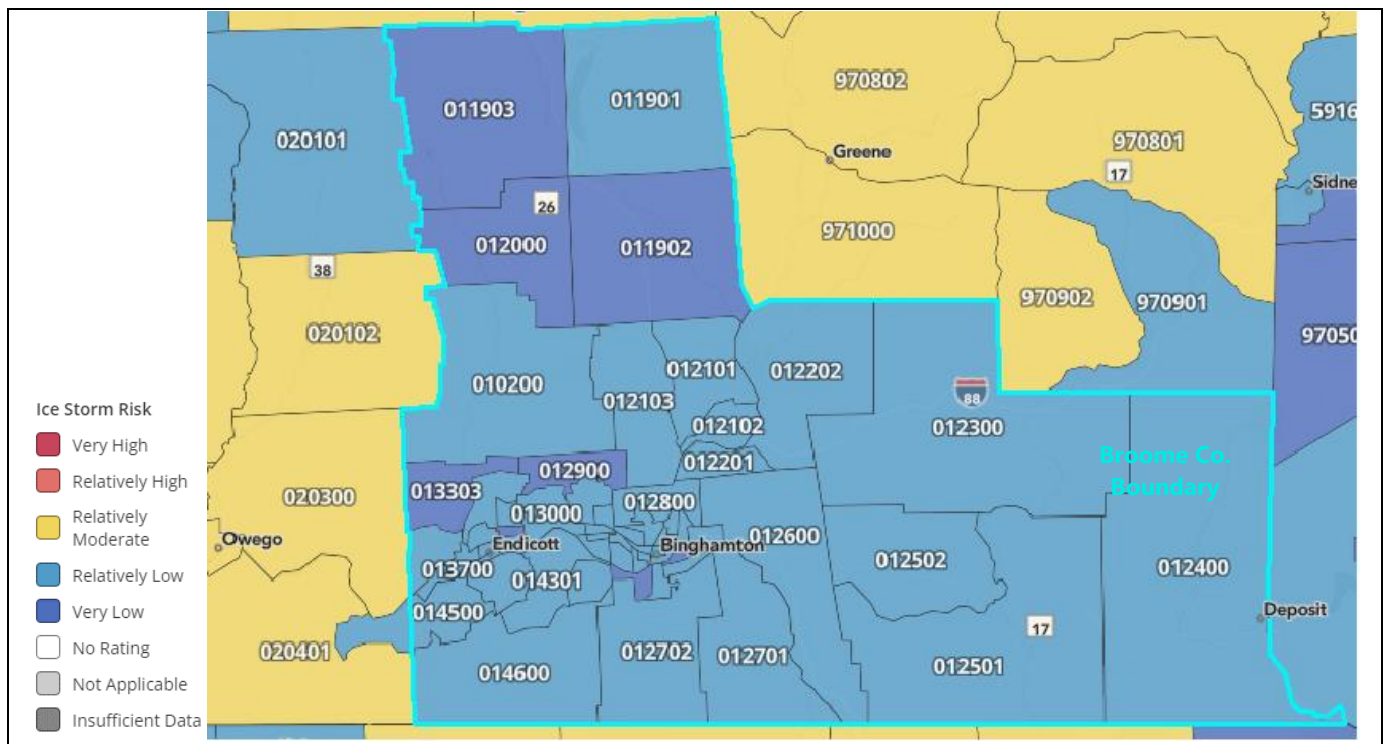 970802
011901
011903
5916
020101
970801
Greene
17
Sidne
26
971000
012000
011902
38
970902
970901
020102
97050
012101
012202
010200
Ice Storm Risk
88
012103
Very High
012102
012300
Broome Co.
Boundary
012201
012900
Relatively High
013303
020300
012800
013000
Relatively
Moderate
Owego
Endicott
Binghamton
012600
012502
013700
014301
012400
Relatively Low
014500
Deposit
Very Low
17
020401
012702
012701
No Rating
012501
014600
Not Applicable
Insufficient Data